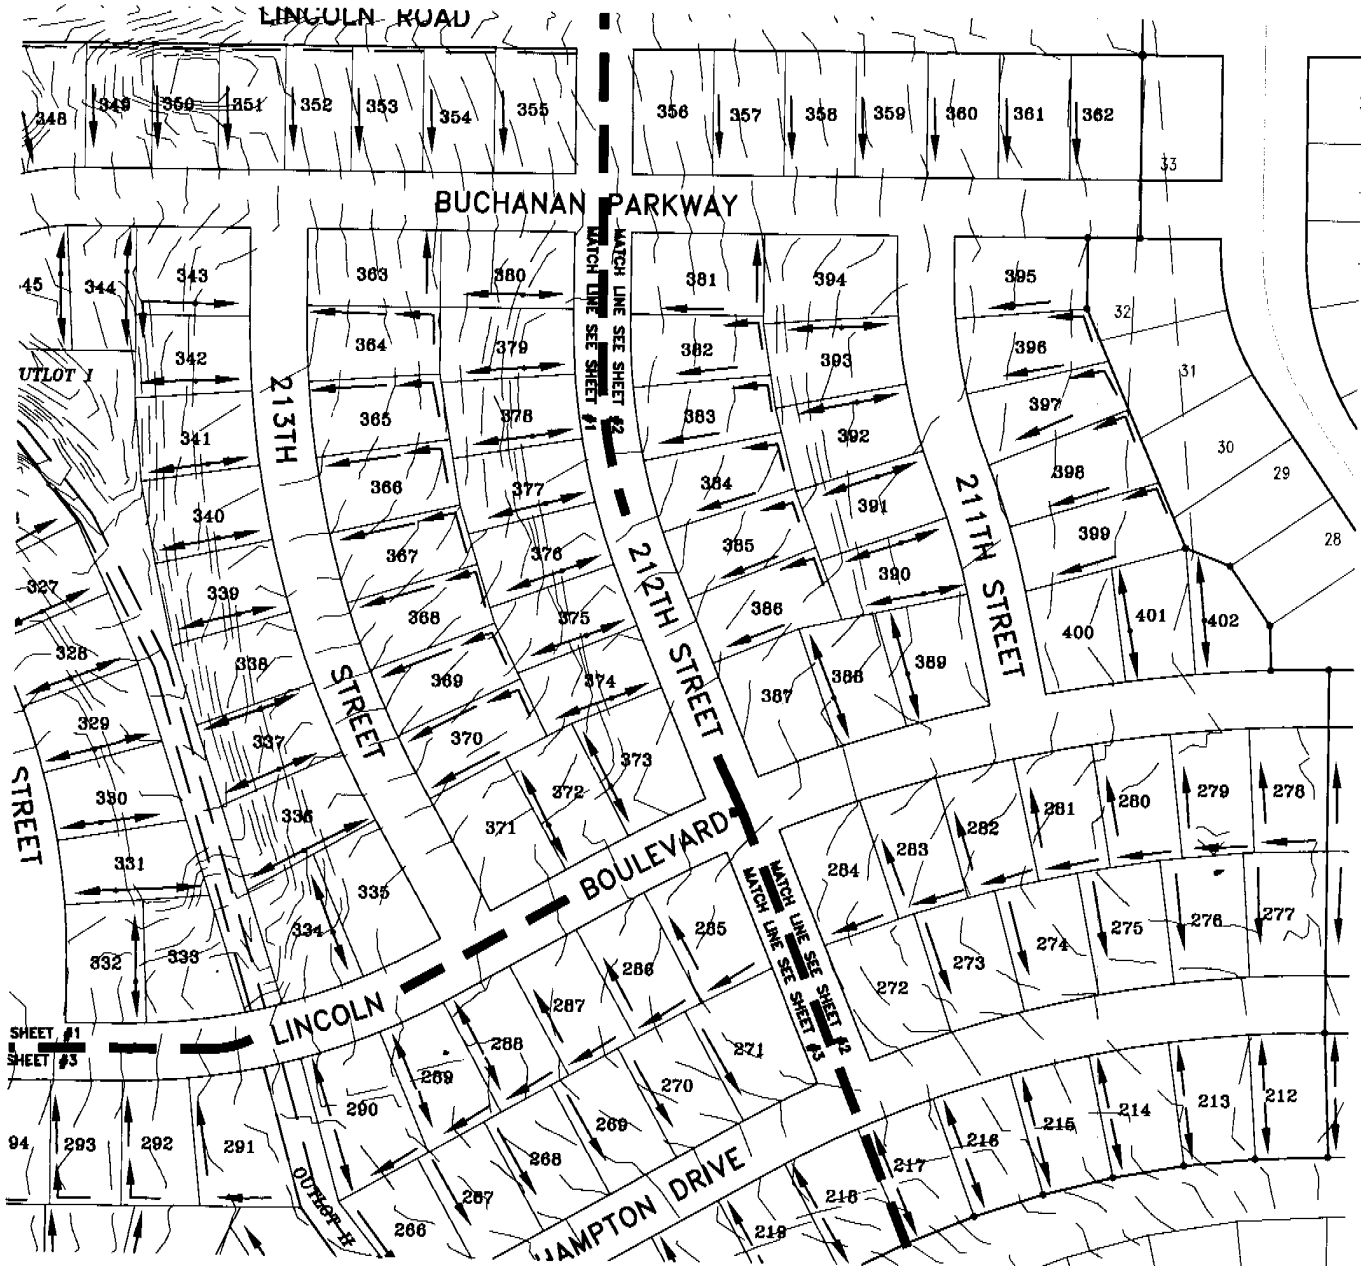 LINCOLN ROAD
348 349 350 351 352 353 354 355 356 357 358 359 360 361 362
33
BUCHANAN PARKWAY
MATCH LINE SEE SHEET #2
MATCH LINE SEE SHEET #1
45 344 343 363 380 381 394 395
32
342 364 379 382 393 396
UTLOT I
31
213TH
341 365 378 383 392 397
30
29
340 366 377 384 391 398
211TH STREET
28
367 376 385 399
212TH STREET
327 339 368 375 386 390 400 401 402
328 338 369 374 387 388 389
STREET
329 337 370 373
STREET
330 336 371 372
331 335
BOULEVARD
284 283 282 281 280 279 278
MATCH LINE SEE SHEET #2
MATCH LINE SEE SHEET #3
332 333 334
285 286 287 288 289 290
272 273 274 275 276 277
LINCOLN
SHEET #1
SHEET #3
271 270 269 268 267 266
94 293 292 291
OUTLOT H
HAMPTON DRIVE
219 218 217 216 215 214 213 212